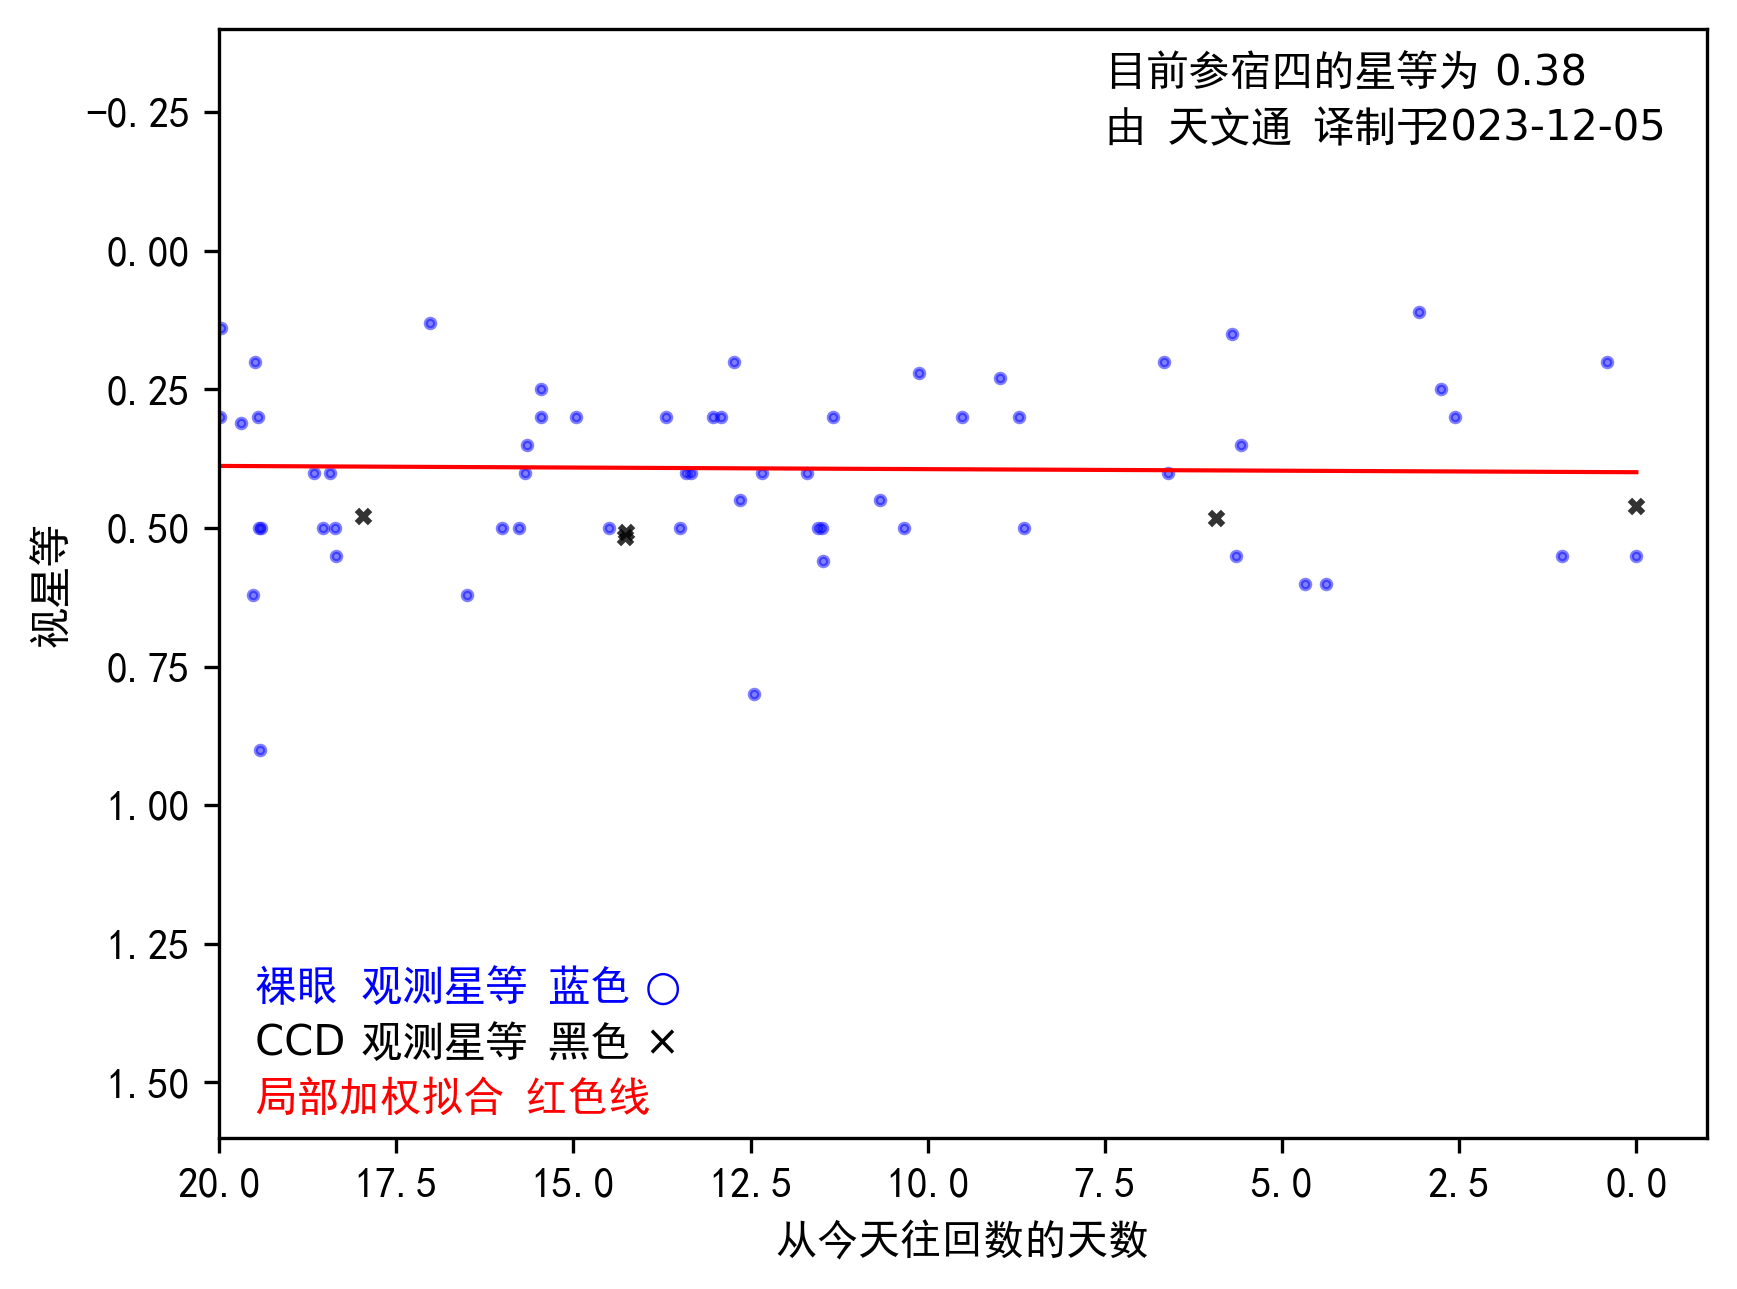 目前参宿四的星等为 0.38
由 天文通 译制于2023-12-05
−0.25
0.00
0.25
0.50
0.75
1.00
1.25
1.50
视星等
裸眼 观测星等 蓝色 ○
CCD 观测星等 黑色 ×
局部加权拟合 红色线
20.0 17.5 15.0 12.5 10.0 7.5 5.0 2.5 0.0
从今天往回数的天数